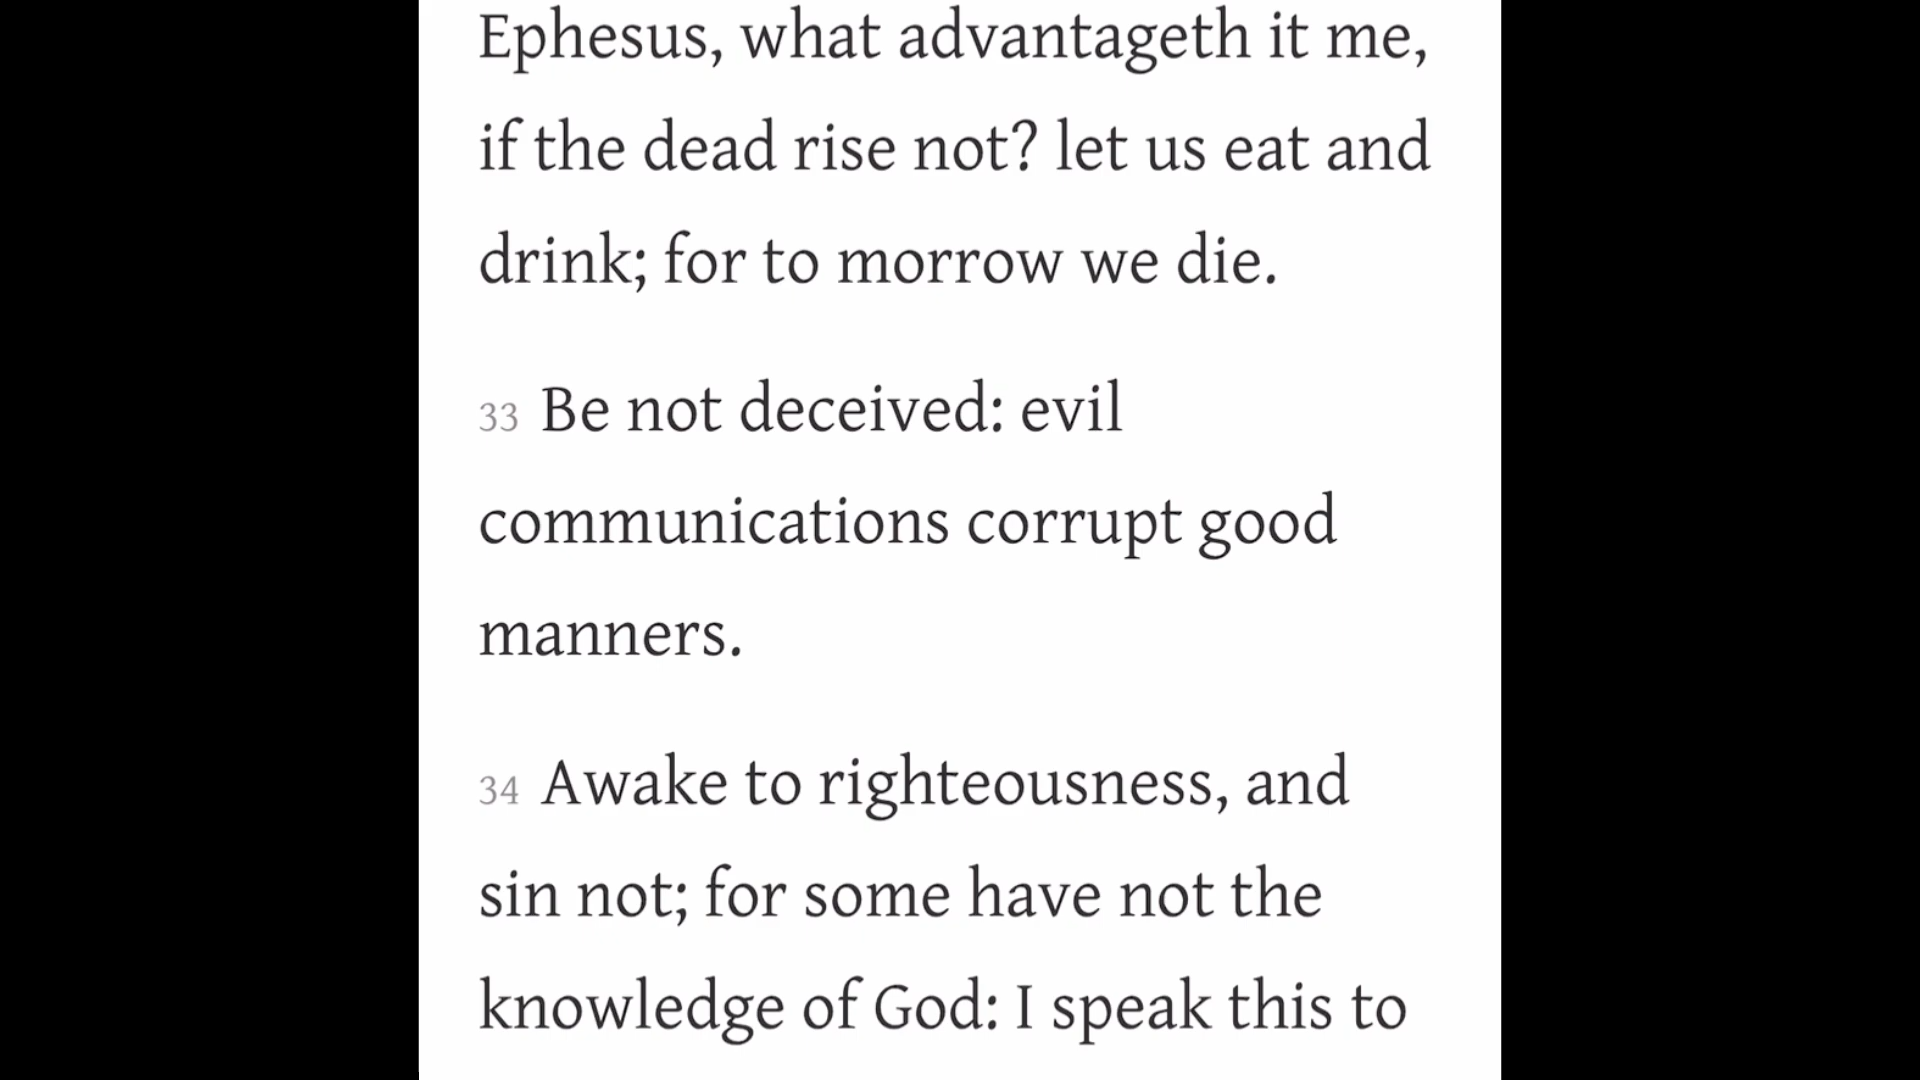 Ephesus, what advantageth it me,
if the dead rise not? let us eat and
drink; for to morrow we die.
33 Be not deceived: evil
communications corrupt good
manners.
34 Awake to righteousness, and
sin not; for some have not the
knowledge of God: I speak this to